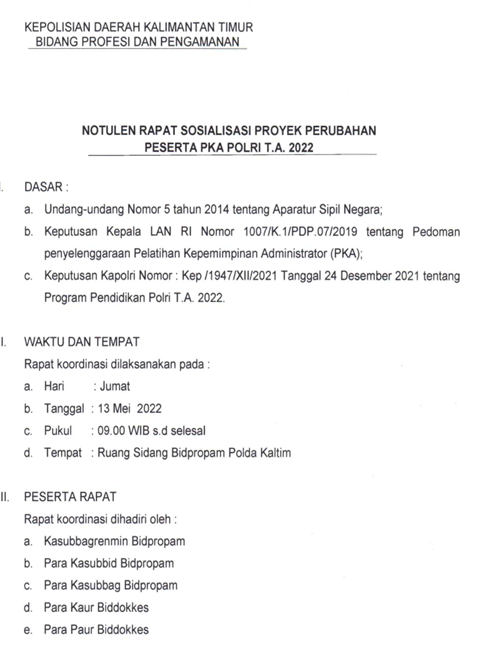 KEPOLISIAN DAERAH KALIMANTAN TIMUR
BIDANG PROFESI DAN PENGAMANAN
NOTULEN RAPAT SOSIALISASI PROYEK PERUBAHAN
PESERTA PKA POLRI T.A. 2022
I. DASAR :
a. Undang-undang Nomor 5 tahun 2014 tentang Aparatur Sipil Negara;
b. Keputusan Kepala LAN RI Nomor 1007/K.1/PDP.07/2019 tentang Pedoman
penyelenggaraan Pelatihan Kepemimpinan Administrator (PKA);
c. Keputusan Kapolri Nomor : Kep /1947/XII/2021 Tanggal 24 Desember 2021 tentang
Program Pendidikan Polri T.A. 2022.
I. WAKTU DAN TEMPAT
Rapat koordinasi dilaksanakan pada :
a. Hari : Jumat
b. Tanggal : 13 Mei 2022
c. Pukul : 09.00 WIB s.d selesai
d. Tempat : Ruang Sidang Bidpropam Polda Kaltim
II. PESERTA RAPAT
Rapat koordinasi dihadiri oleh :
a. Kasubbagrenmin Bidpropam
b. Para Kasubbid Bidpropam
c. Para Kasubbag Bidpropam
d. Para Kaur Biddokkes
e. Para Paur Biddokkes